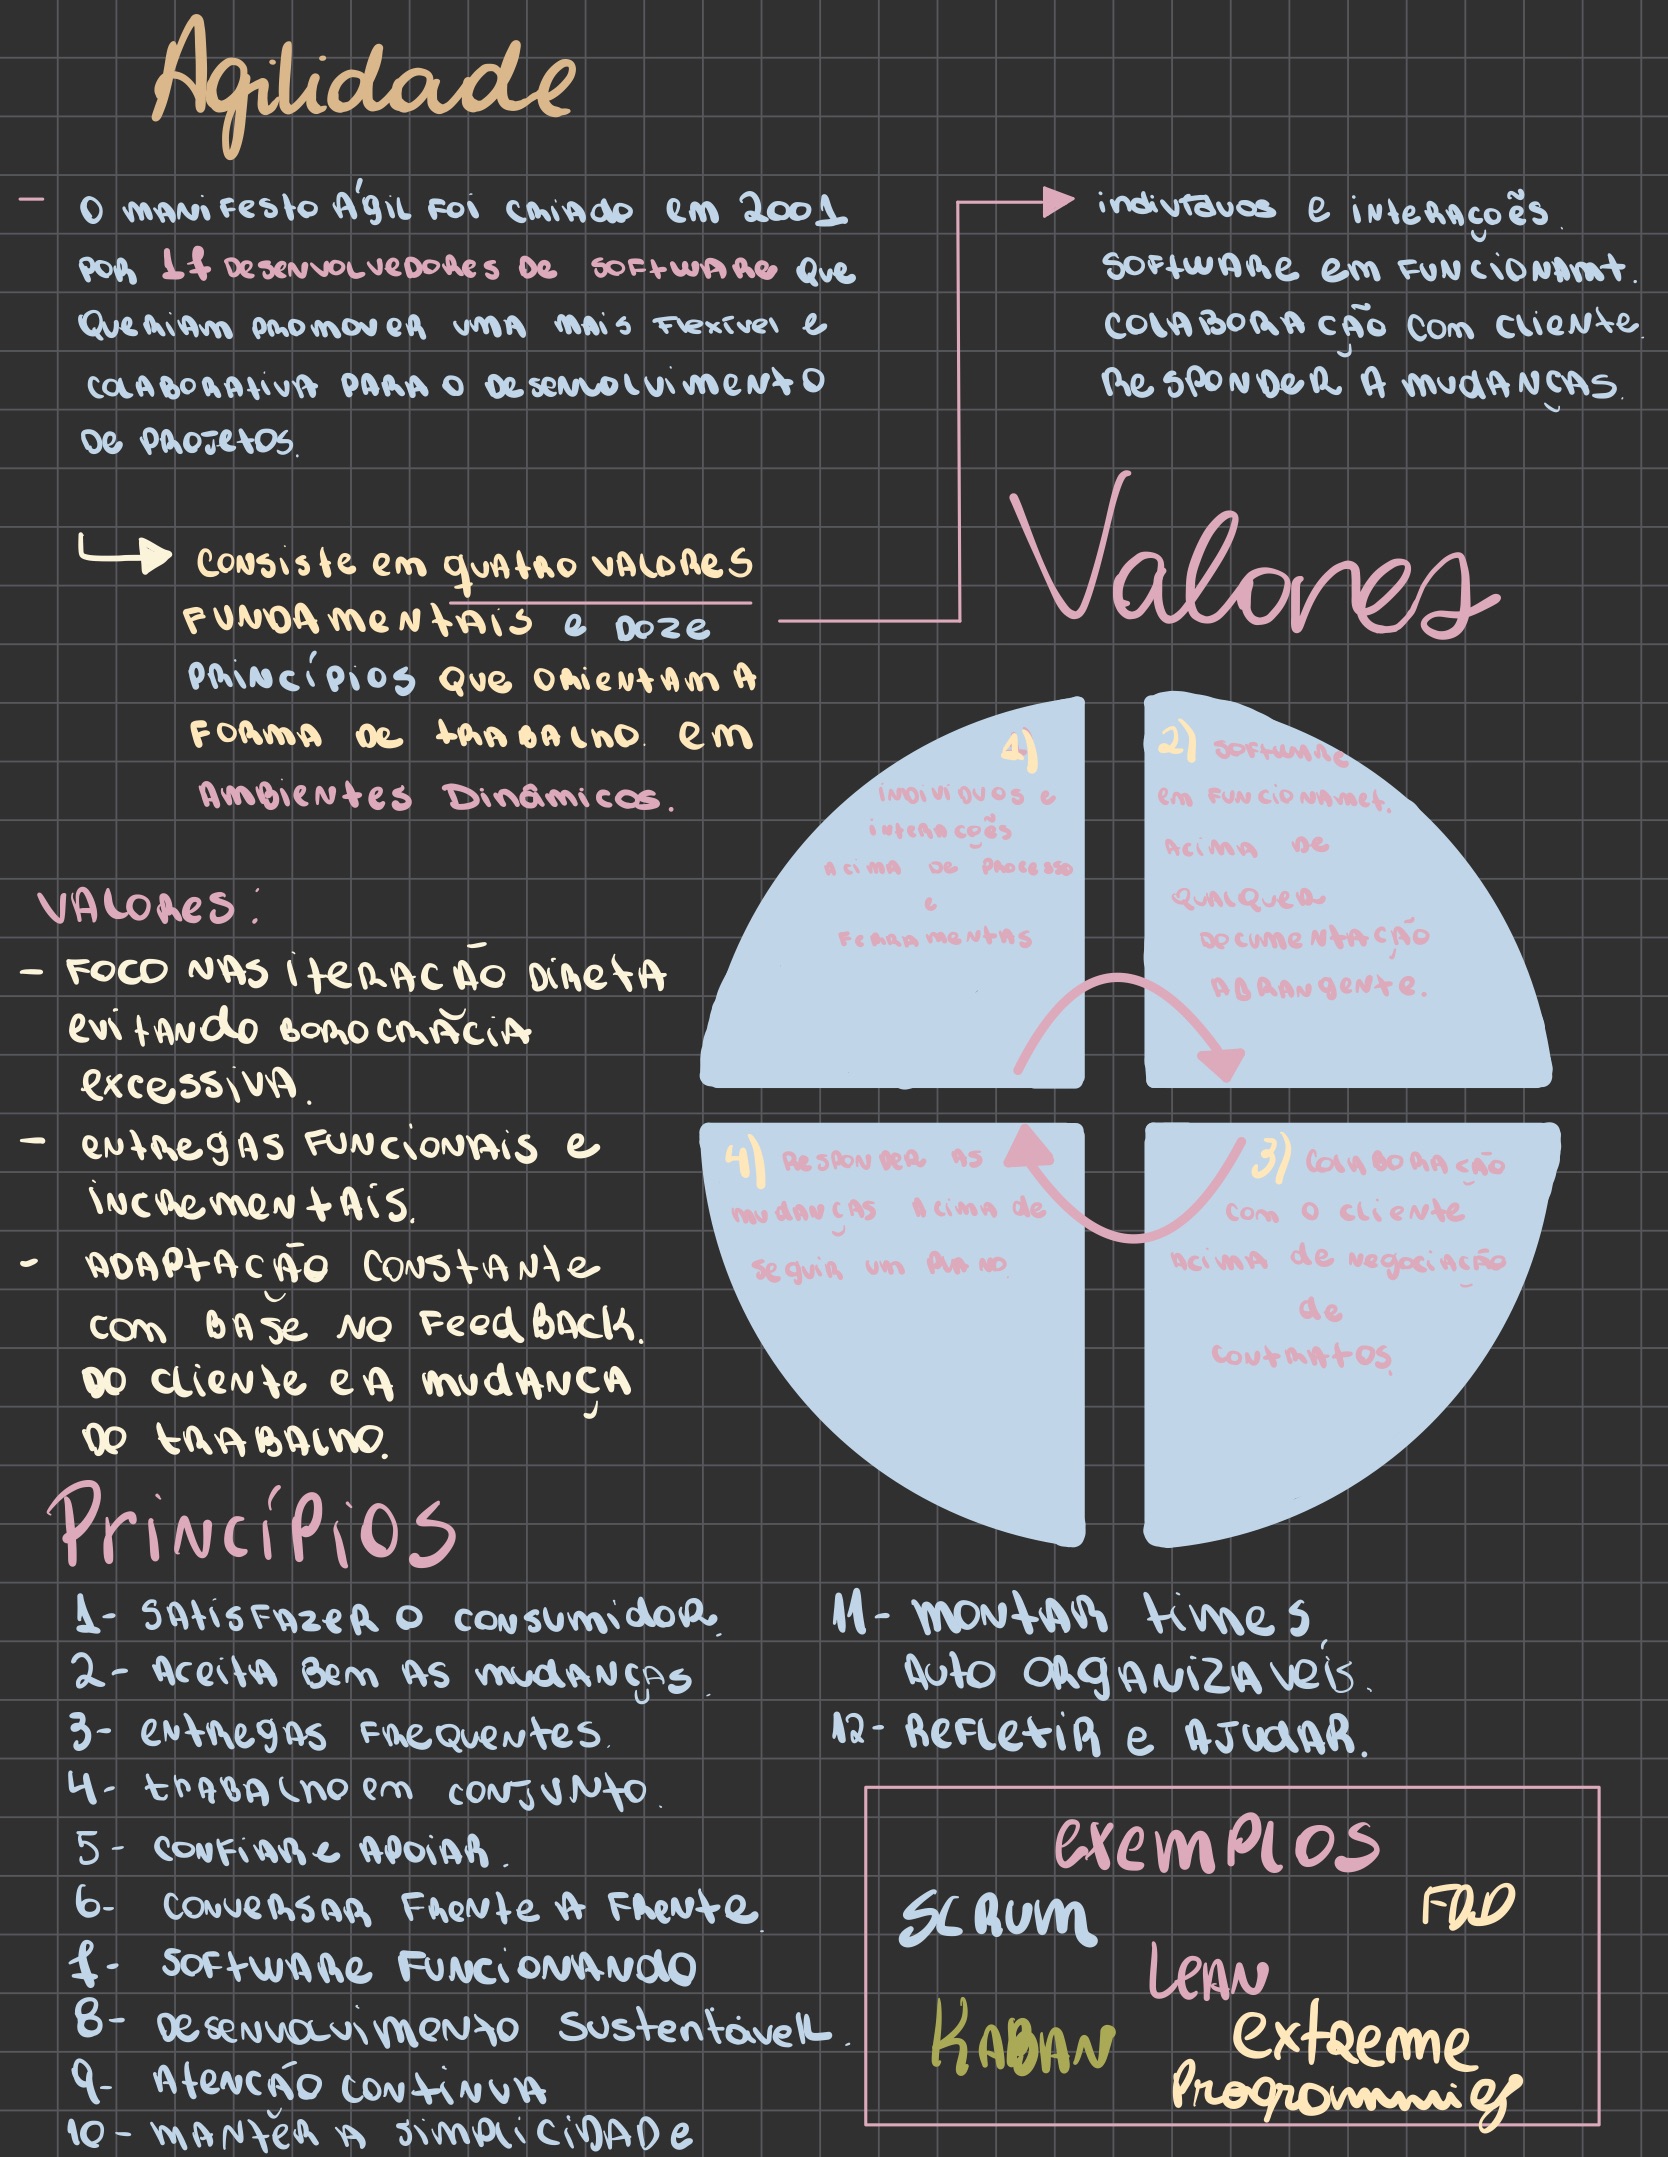 Agilidade
- O manifesto Ágil foi criado em 2001
por 17 desenvolvedores de software que
queriam promover uma mais flexível e
colaborativa para o desenvolvimento
de projetos.
Consiste em quatro valores
fundamentais e doze
princípios que orientam a
forma de trabalho. em
ambientes dinâmicos.
indivíduos e interações.
software em funcionamt.
colaboração com cliente.
responder a mudanças.
Valores
1)
indivíduos e
interações
acima de processo
e
ferramentas
2) software
em funcionamet.
acima de
qualquer
documentação
abrangente.
4) Responder as
mudanças acima de
seguir um plano
3) Colaboração
com o cliente
acima de negociação
de
contratos.
Valores:
- Foco nas iteração direta
evitando borocrácia
excessiva.
- entregas funcionais e
incrementais.
- adaptação constante
com base no feedback.
do cliente e a mudança
do trabalho.
Princípios
1- Satisfazer o consumidor.
2- Aceita bem as mudanças.
3- entregas frequentes.
4- trabalho em conjunto.
5- confiar e apoiar.
6- conversar frente a frente.
7- software funcionando
8- desenvolvimento sustentável.
9- Atenção continua
10- manter a simplicidade
11- montar times
auto organizavéis.
12- Refletir e ajudar.
exemplos
SCRUM
FDD
Lean
Kaban
extreme
Programmies